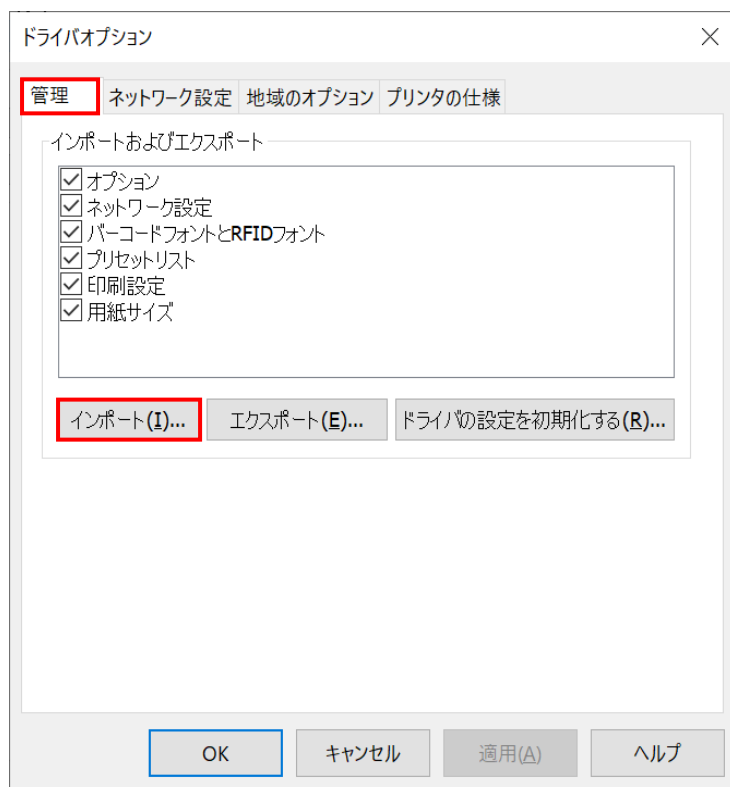 ドライバオプション
管理 ネットワーク設定 地域のオプション プリンタの仕様
インポートおよびエクスポート
オプション
ネットワーク設定
バーコードフォントとRFIDフォント
プリセットリスト
印刷設定
用紙サイズ
インポート(I)... エクスポート(E)... ドライバの設定を初期化する(R)...
OK キャンセル 適用(A) ヘルプ